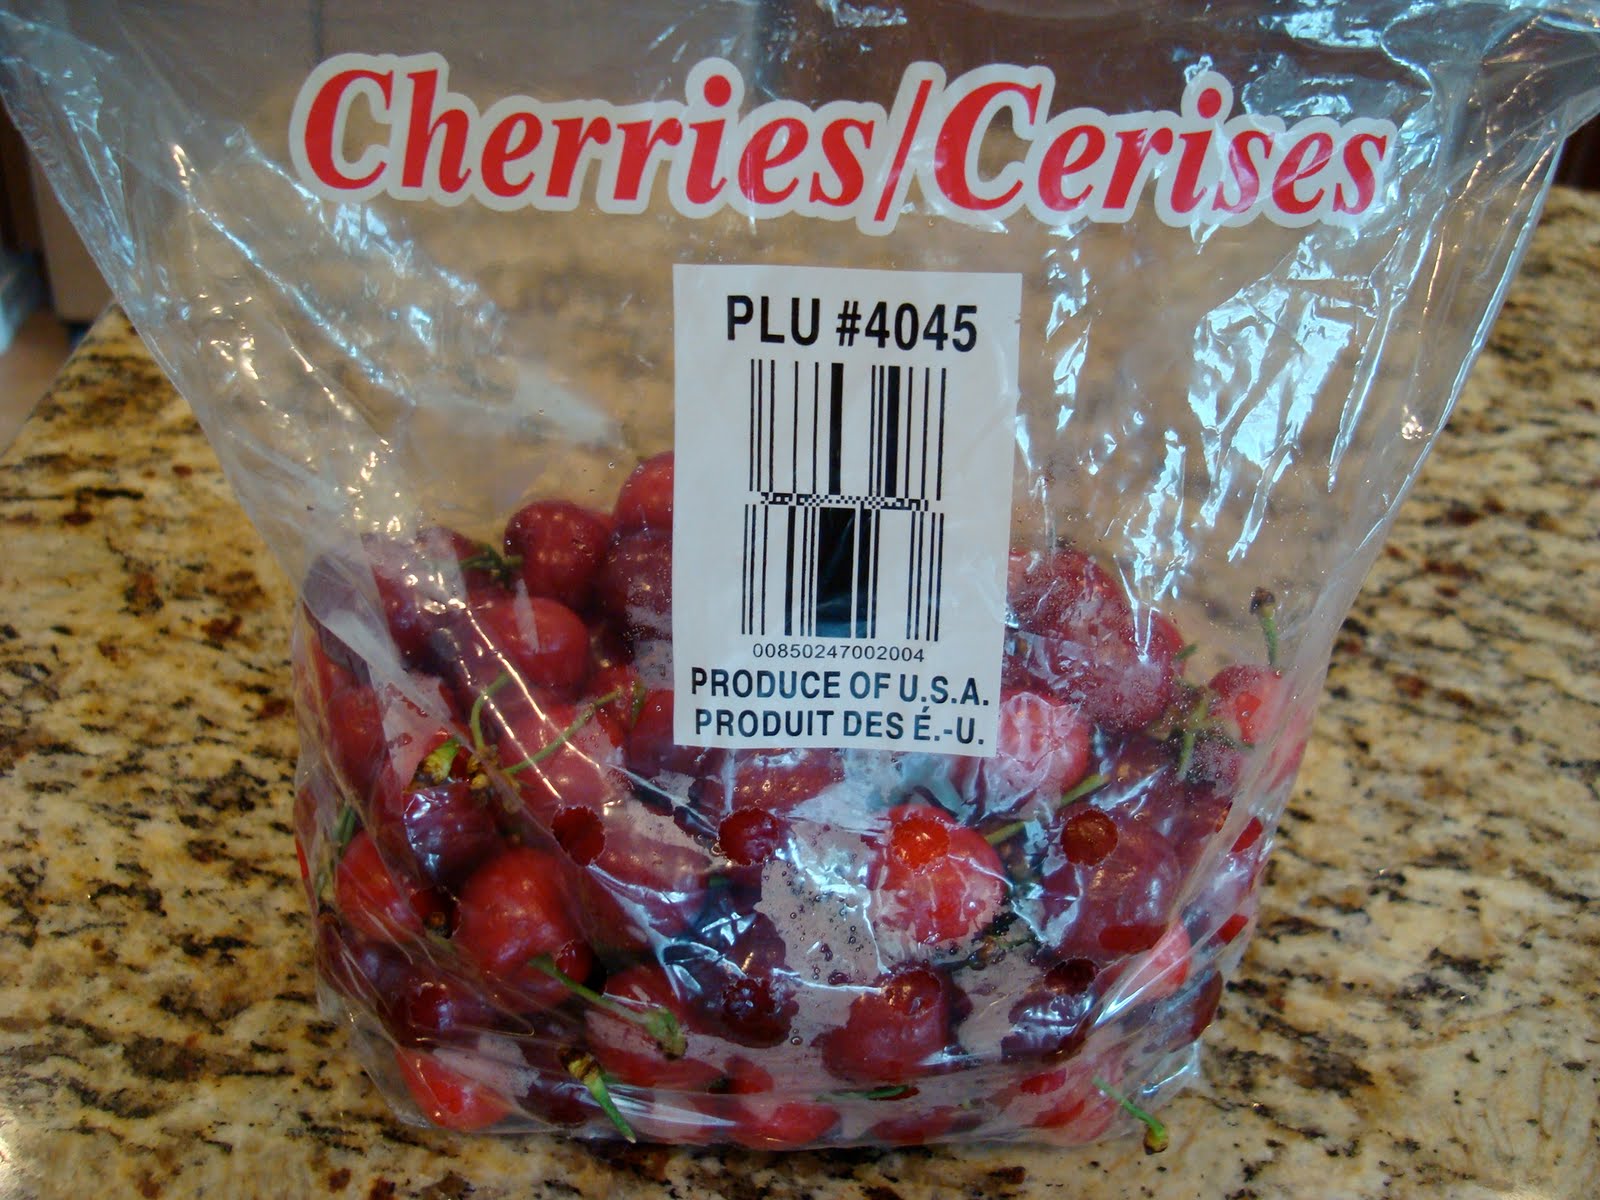 Cherries/Cerises
PLU #4045
00850247002004
PRODUCE OF U.S.A.
PRODUIT DES É.-U.